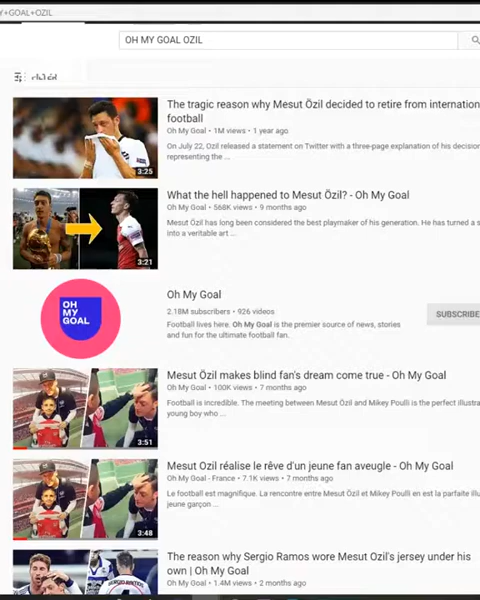 Y+GOAL+OZIL
OH MY GOAL OZIL
The tragic reason why Mesut Özil decided to retire from internation
football
Oh My Goal • 1M views • 1 year ago
On July 22, Ozil released a statement on Twitter with a three-page explanation of his decision
representing the ...
3:25
What the hell happened to Mesut Özil? - Oh My Goal
Oh My Goal • 568K views • 9 months ago
Mesut Özil has long been considered the best playmaker of his generation. He has turned a s
into a veritable art ...
3:21
OH
MY
GOAL
Oh My Goal
2.18M subscribers • 926 videos
Football lives here. Oh My Goal is the premier source of news, stories
and fun for the ultimate football fan.
SUBSCRIBE
Mesut Özil makes blind fan's dream come true - Oh My Goal
Oh My Goal • 100K views • 7 months ago
Football is incredible. The meeting between Mesut Özil and Mikey Poulli is the perfect illustra
young boy who ...
3:51
Mesut Ozil réalise le rêve d'un jeune fan aveugle - Oh My Goal
Oh My Goal - France • 7.1K views • 7 months ago
Le football est magnifique. La rencontre entre Mesut Özil et Mikey Poulli en est la parfaite illu
jeune garçon ...
3:48
The reason why Sergio Ramos wore Mesut Ozil's jersey under his
own | Oh My Goal
Oh My Goal • 1.4M views • 2 months ago